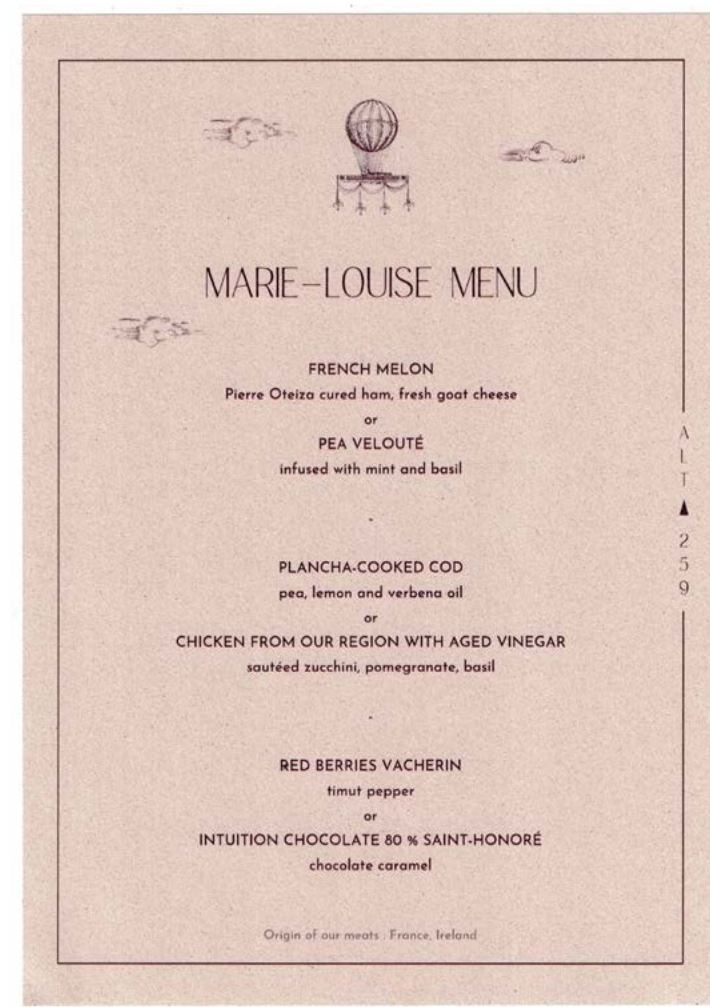 MARIE-LOUISE MENU
FRENCH MELON
Pierre Oteiza cured ham, fresh goat cheese
or
PEA VELOUTÉ
infused with mint and basil
.
PLANCHA-COOKED COD
pea, lemon and verbena oil
or
CHICKEN FROM OUR REGION WITH AGED VINEGAR
sautéed zucchini, pomegranate, basil
.
RED BERRIES VACHERIN
timut pepper
or
INTUITION CHOCOLATE 80 % SAINT-HONORÉ
chocolate caramel
Origin of our meats : France, Ireland
ALT▲259